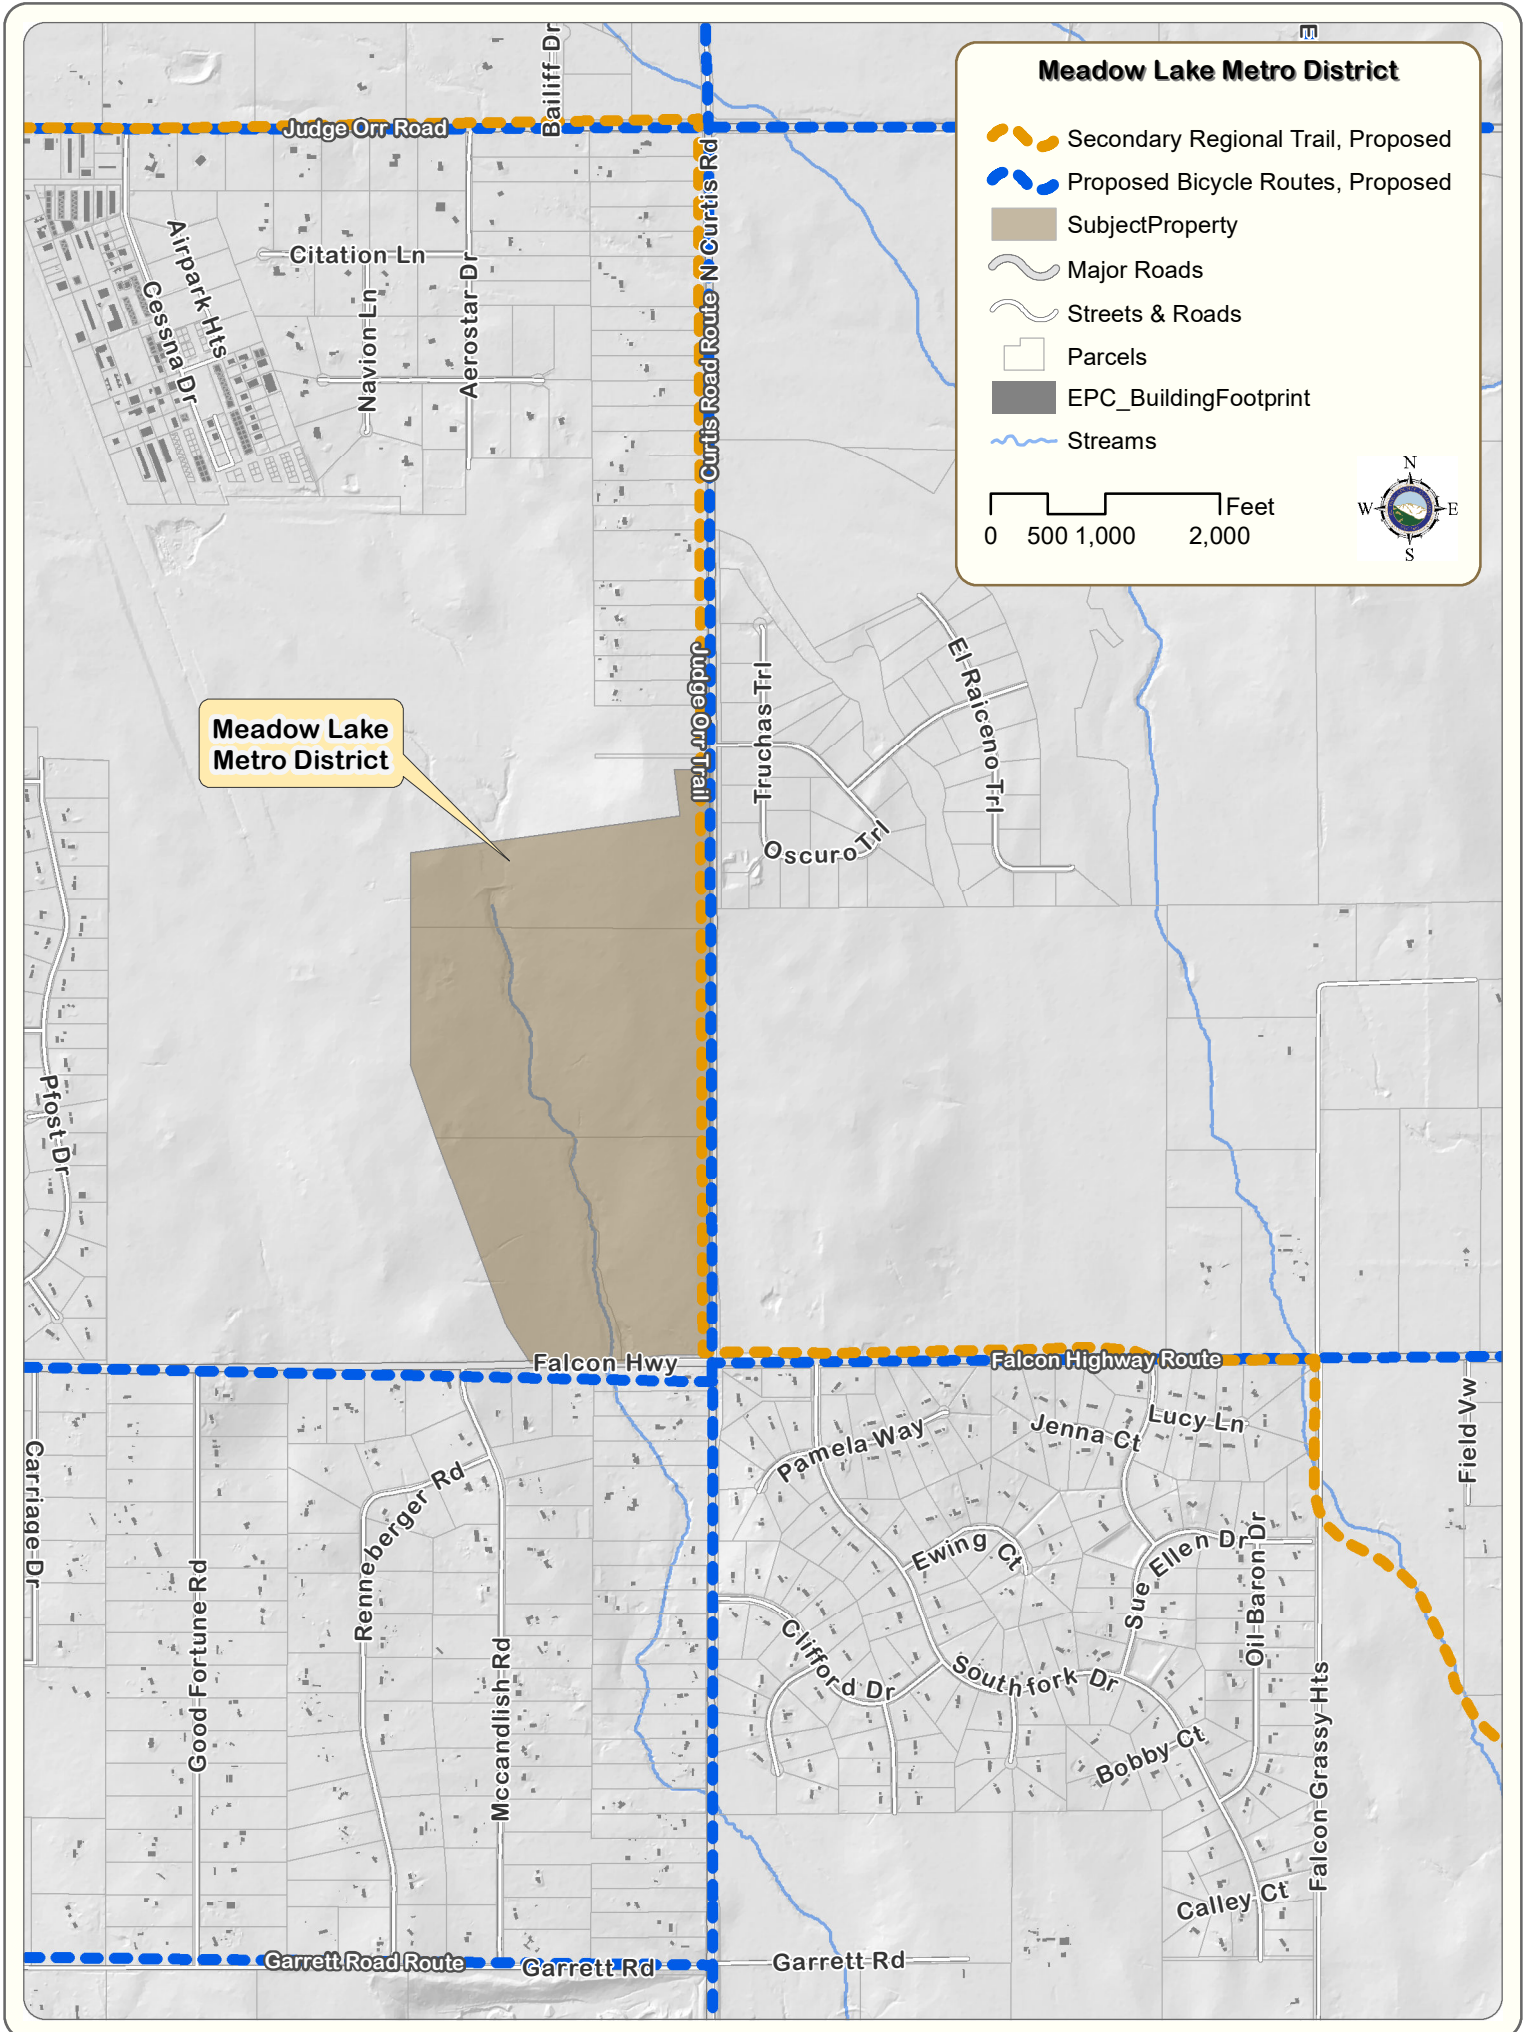 Bailiff Dr
E
Meadow Lake Metro District
Secondary Regional Trail, Proposed
Proposed Bicycle Routes, Proposed
SubjectProperty
Major Roads
Streets & Roads
Parcels
EPC_BuildingFootprint
Streams
0 500 1,000 2,000 Feet
N
W E
S
Judge Orr Road
N Curtis Rd
Airpark Hts
Citation Ln
Cessna Dr
Navion Ln
Aerostar Dr
Curtis Road Route
Judge Orr Trail
Truchas Trl
El Raiceno Trl
Meadow Lake
Metro District
Oscuro Trl
Pfost Dr
Falcon Hwy
Falcon Highway Route
Carriage Dr
Good Fortune Rd
Renneberger Rd
Mccandlish Rd
Pamela Way
Jenna Ct
Lucy Ln
Field Vw
Ewing Ct
Sue Ellen Dr
Oil Baron Dr
Clifford Dr
Southfork Dr
Bobby Ct
Falcon Grassy Hts
Calley Ct
Garrett Road Route
Garrett Rd
Garrett Rd